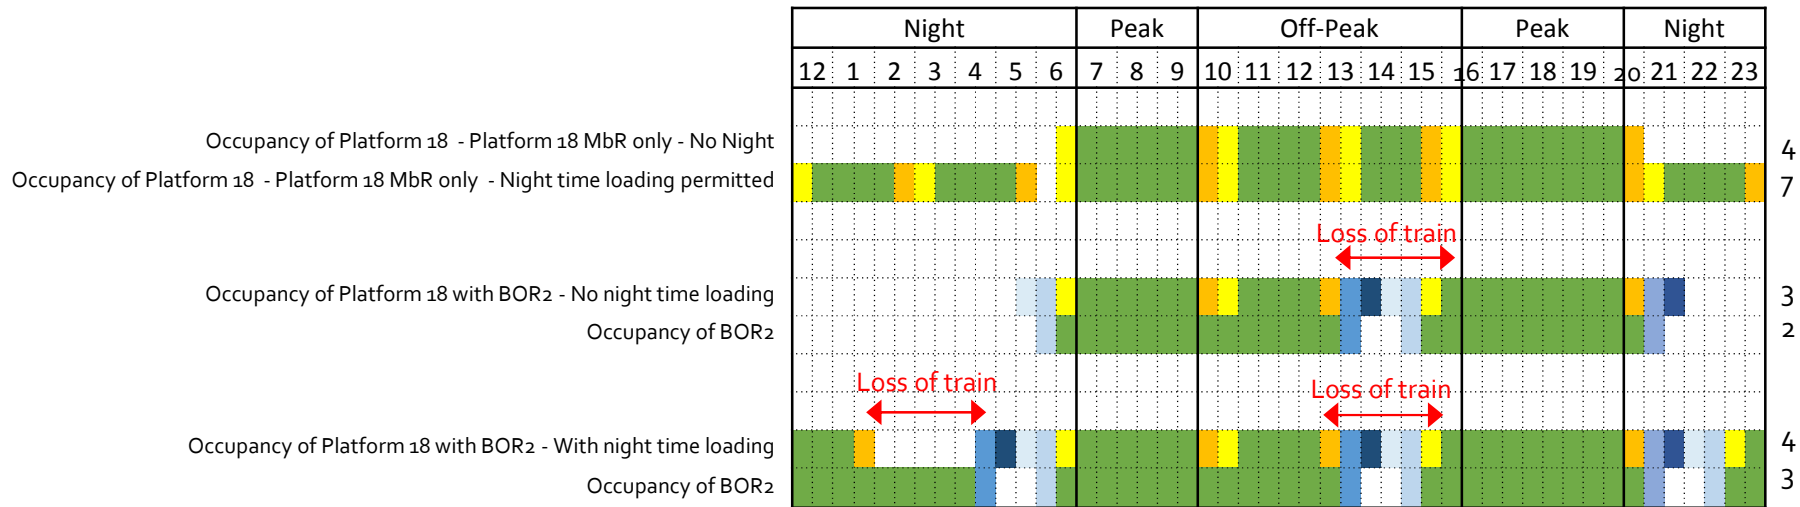 Night Peak Off-Peak Peak Night
12 1 2 3 4 5 6 7 8 9 10 11 12 13 14 15 16 17 18 19 20 21 22 23
Occupancy of Platform 18 - Platform 18 MbR only - No Night 4
Occupancy of Platform 18 - Platform 18 MbR only - Night time loading permitted 7
Loss of train
Occupancy of Platform 18 with BOR2 - No night time loading 3
Occupancy of BOR2 2
Loss of train Loss of train
Occupancy of Platform 18 with BOR2 - With night time loading 4
Occupancy of BOR2 3